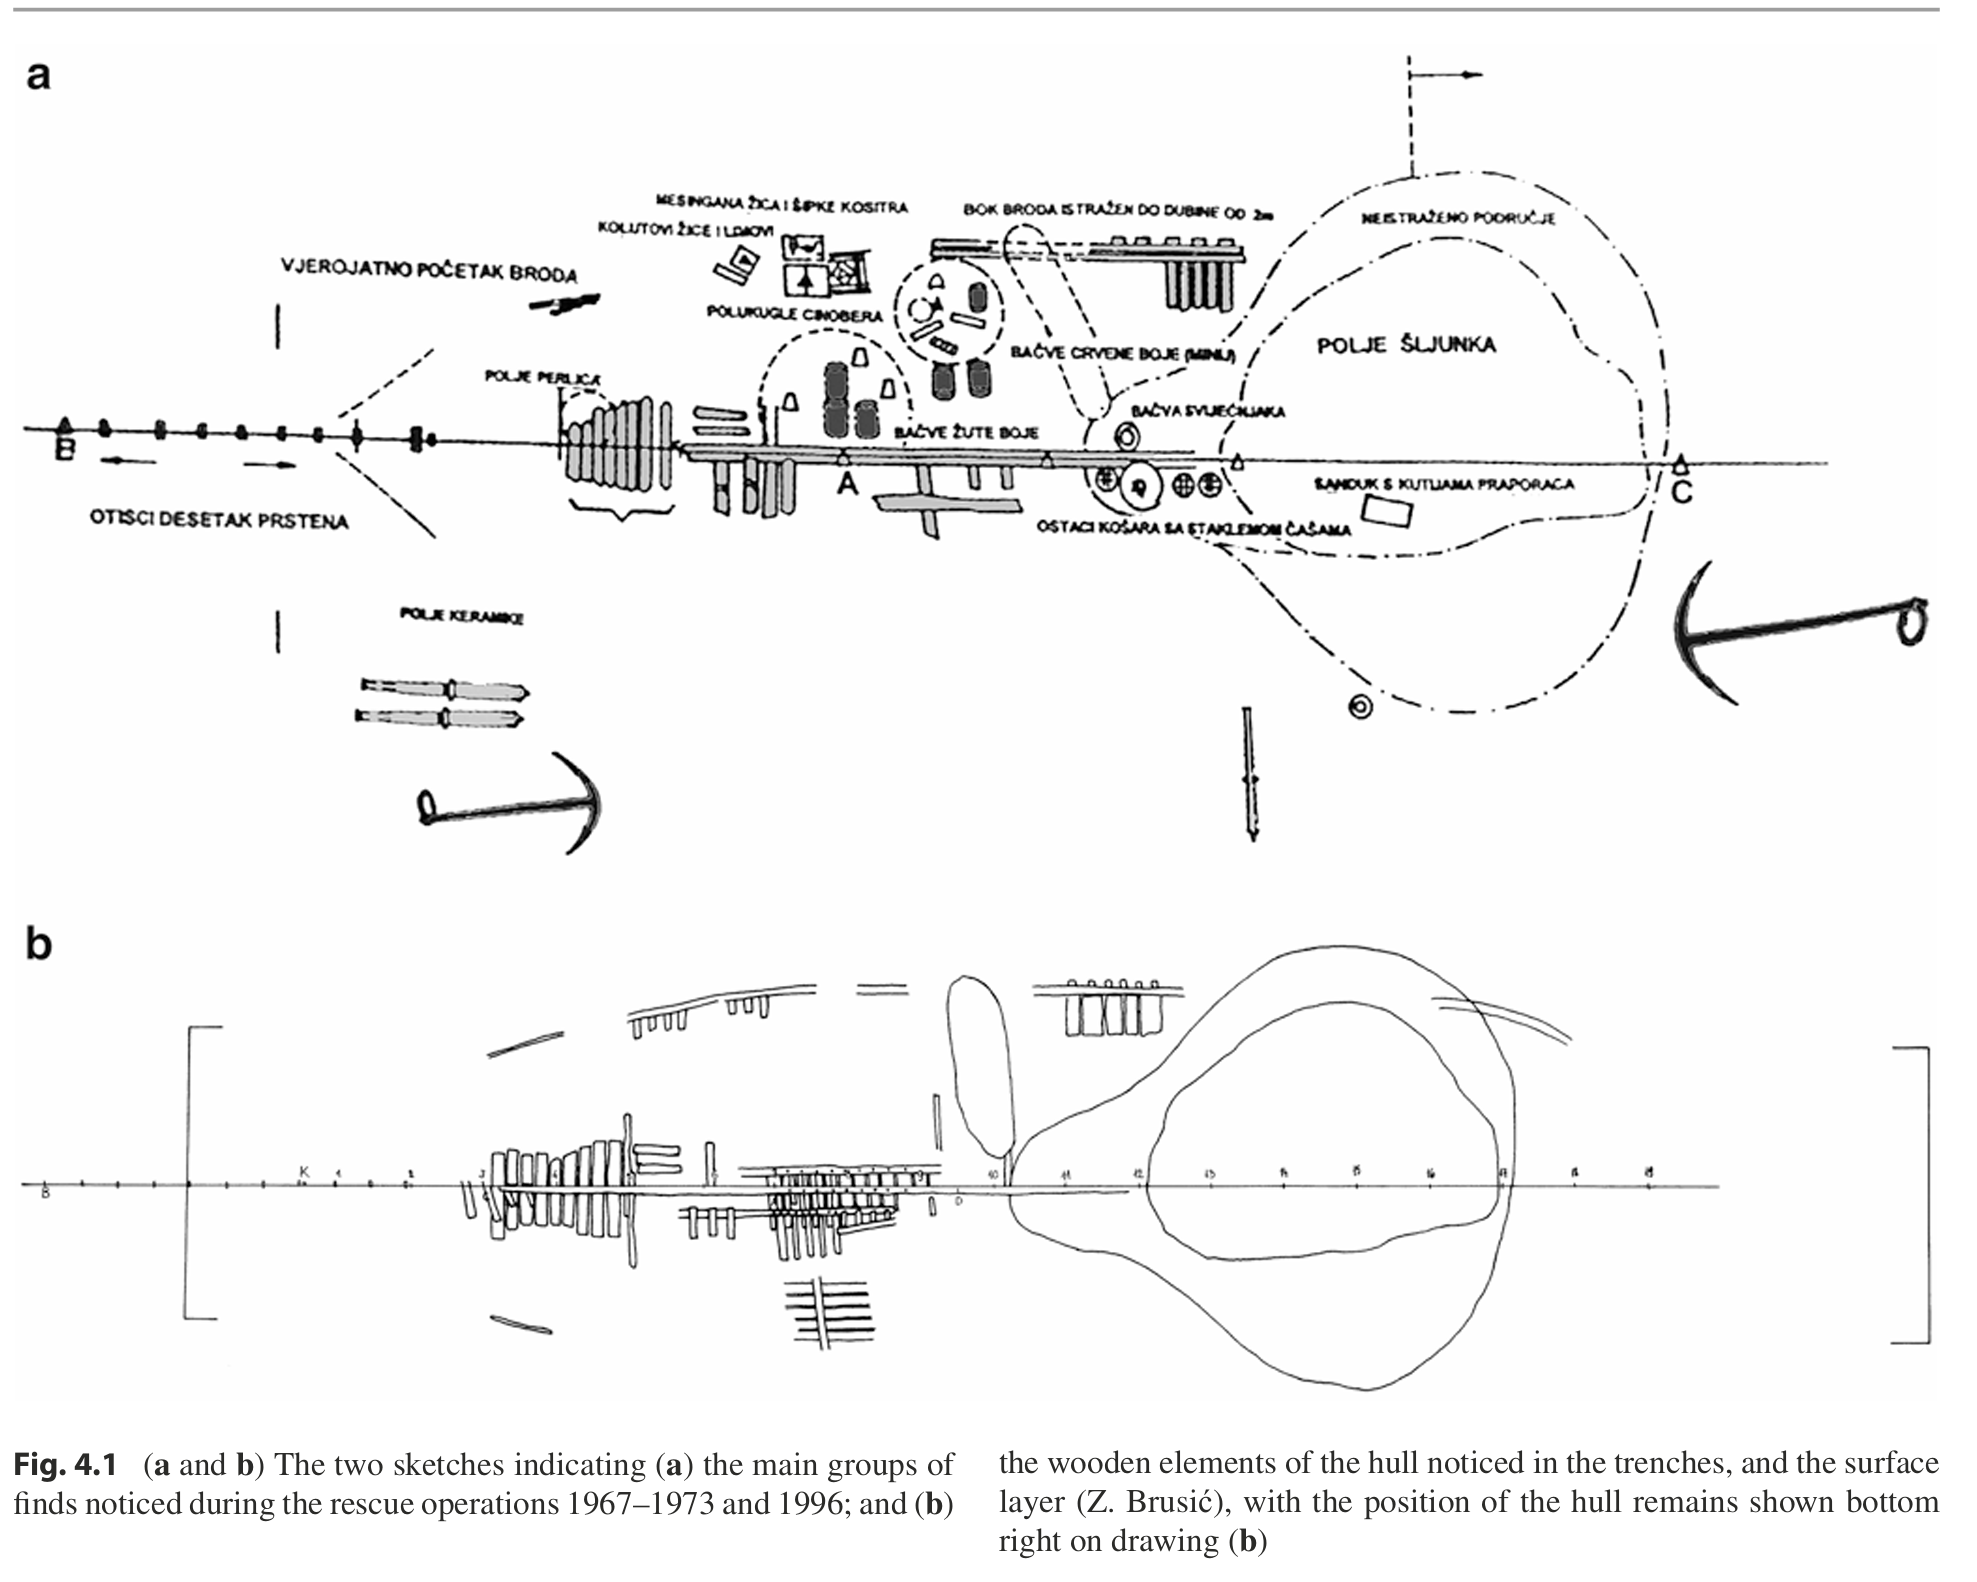 a
MESINGANA ŽICA I ŠIPKE KOSITRA
KOLUTOVI ŽICE I LIMOVI
BOK BRODA ISTRAŽEN DO DUBINE OD 2m
NEISTRAŽENO PODRUČJE
VJEROJATNO POČETAK BRODA
POLUKUGLE CINOBERA
POLJE ŠLJUNKA
BAČVE CRVENE BOJE (MINIJ)
POLJE PERLICA
BAČVA SVIJEĆNJAKA
BAČVE ŽUTE BOJE
B
A
C
SANDUK S KUTIJAMA PRAPORACA
OTISCI DESETAK PRSTENA
OSTACI KOŠARA SA STAKLENOM ČAŠAMA
POLJE KERAMIKE
b
K 1 2 3 4 9 10 11 12 13 14 15 16 17 18 19
B
D
Fig. 4.1 (a and b) The two sketches indicating (a) the main groups of
finds noticed during the rescue operations 1967–1973 and 1996; and (b)
the wooden elements of the hull noticed in the trenches, and the surface
layer (Z. Brusić), with the position of the hull remains shown bottom
right on drawing (b)